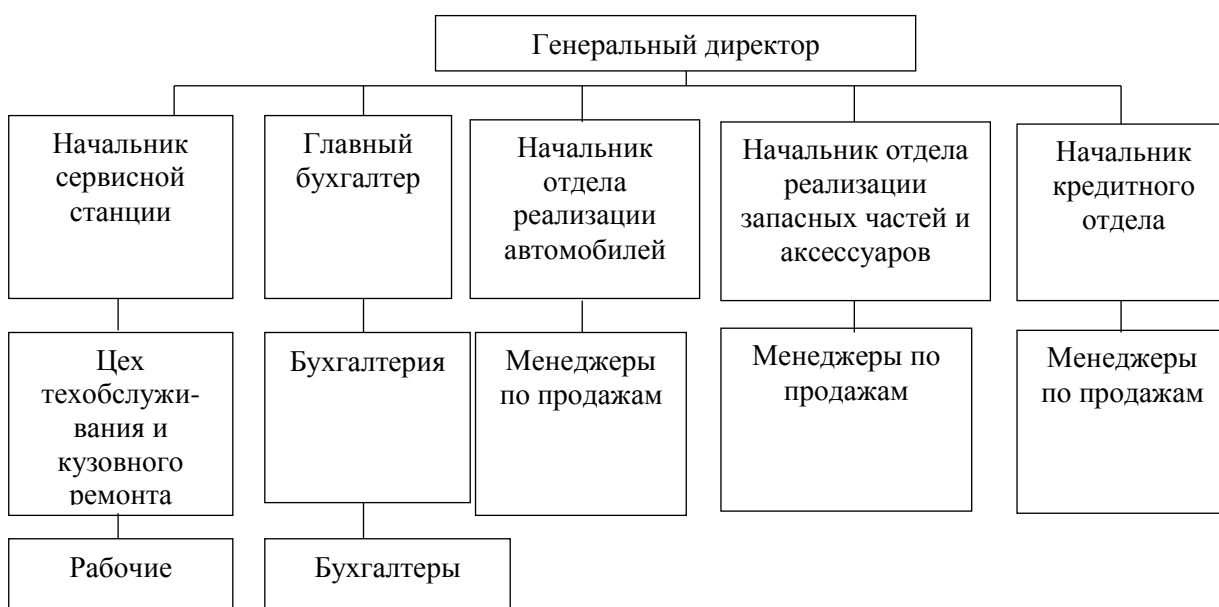 Генеральный директор
Начальник
сервисной
станции
Главный
бухгалтер
Начальник
отдела
реализации
автомобилей
Начальник отдела
реализации
запасных частей и
аксессуаров
Начальник
кредитного
отдела
Цех
техобслужи-
вания и
кузовного
ремонта
Бухгалтерия
Менеджеры
по продажам
Менеджеры по
продажам
Менеджеры
по продажам
Рабочие
Бухгалтеры